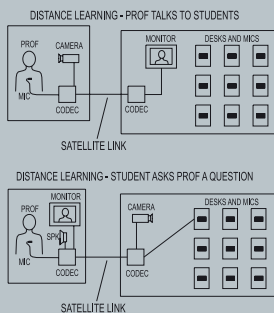 DISTANCE LEARNING - PROF TALKS TO STUDENTS
PROF
CAMERA
MIC
CODEC
MONITOR
CODEC
DESKS AND MICS
SATELLITE LINK
DISTANCE LEARNING - STUDENT ASKS PROF A QUESTION
PROF
MONITOR
SPK
MIC
CODEC
CAMERA
CODEC
DESKS AND MICS
SATELLITE LINK